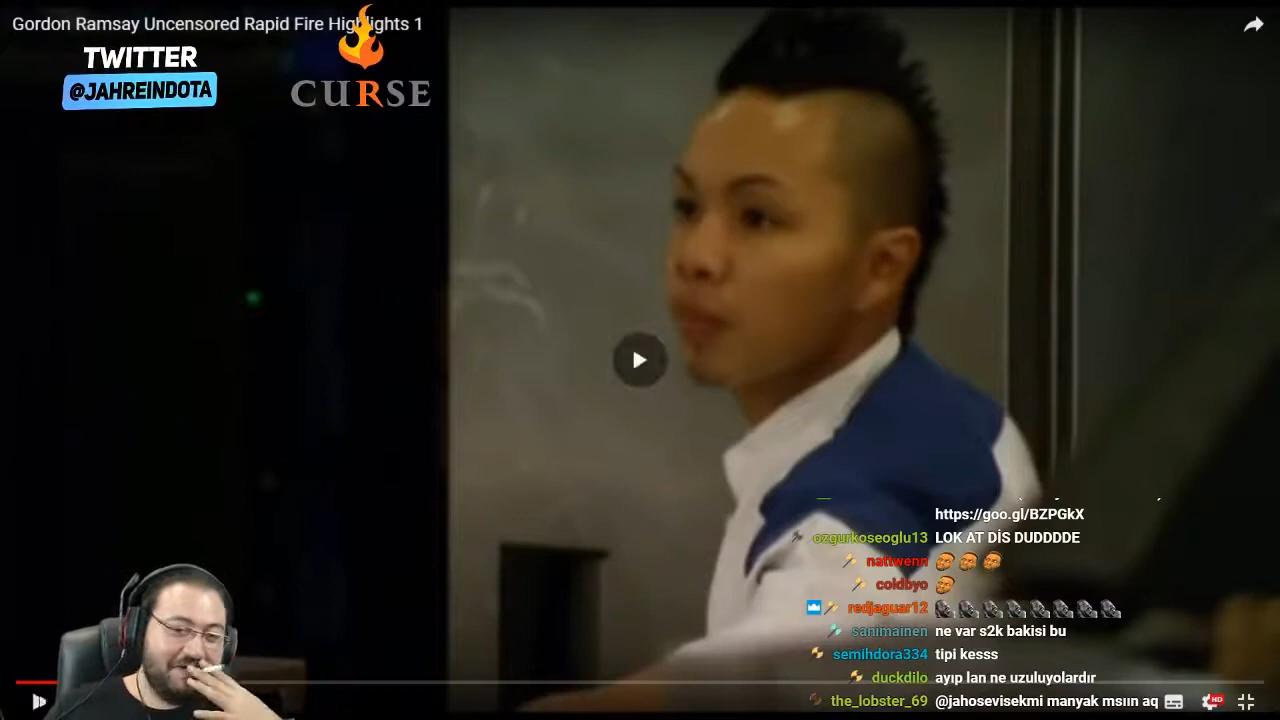 Gordon Ramsay Uncensored Rapid Fire Highlights 1
TWITTER
@JAHREINDOTA
CURSE
https://goo.gl/BZPGkX
ozgurkoseoglu13 LOK AT DİS DUDDDDE
nattwenn
coldbyo
redjaguar12
sanimainen ne var s2k bakisi bu
semihdora334 tipi kesss
duckdilo ayıp lan ne uzuluyolardır
the_lobster_69 @jahosevisekmi manyak msıın aq
HD